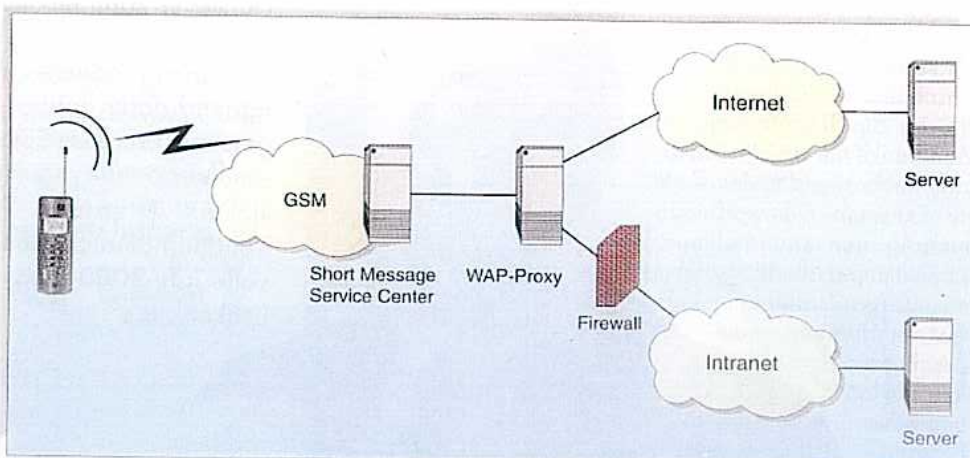 Internet
Server
GSM
Short Message
Service Center
WAP-Proxy
Firewall
Intranet
Server